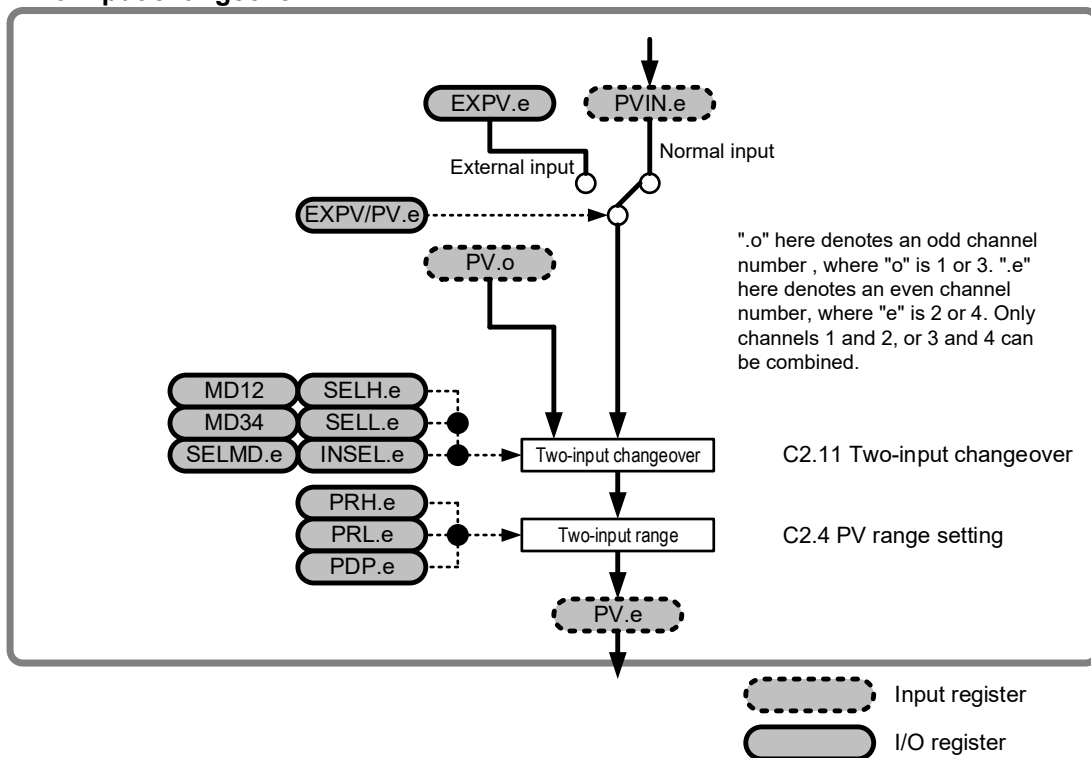 EXPV.e
PVIN.e
External input
Normal input
EXPV/PV.e
PV.o
".o" here denotes an odd channel
number , where "o" is 1 or 3. ".e"
here denotes an even channel
number, where "e" is 2 or 4. Only
channels 1 and 2, or 3 and 4 can
be combined.
MD12 SELH.e
MD34 SELL.e
SELMD.e INSEL.e
Two-input changeover
C2.11 Two-input changeover
PRH.e
PRL.e
Two-input range
C2.4 PV range setting
PDP.e
PV.e
Input register
I/O register